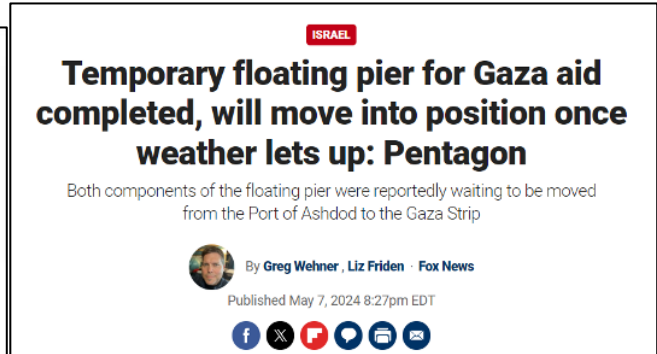 ISRAEL
Temporary floating pier for Gaza aid
completed, will move into position once
weather lets up: Pentagon
Both components of the floating pier were reportedly waiting to be moved
from the Port of Ashdod to the Gaza Strip
By Greg Wehner , Liz Friden · Fox News
Published May 7, 2024 8:27pm EDT